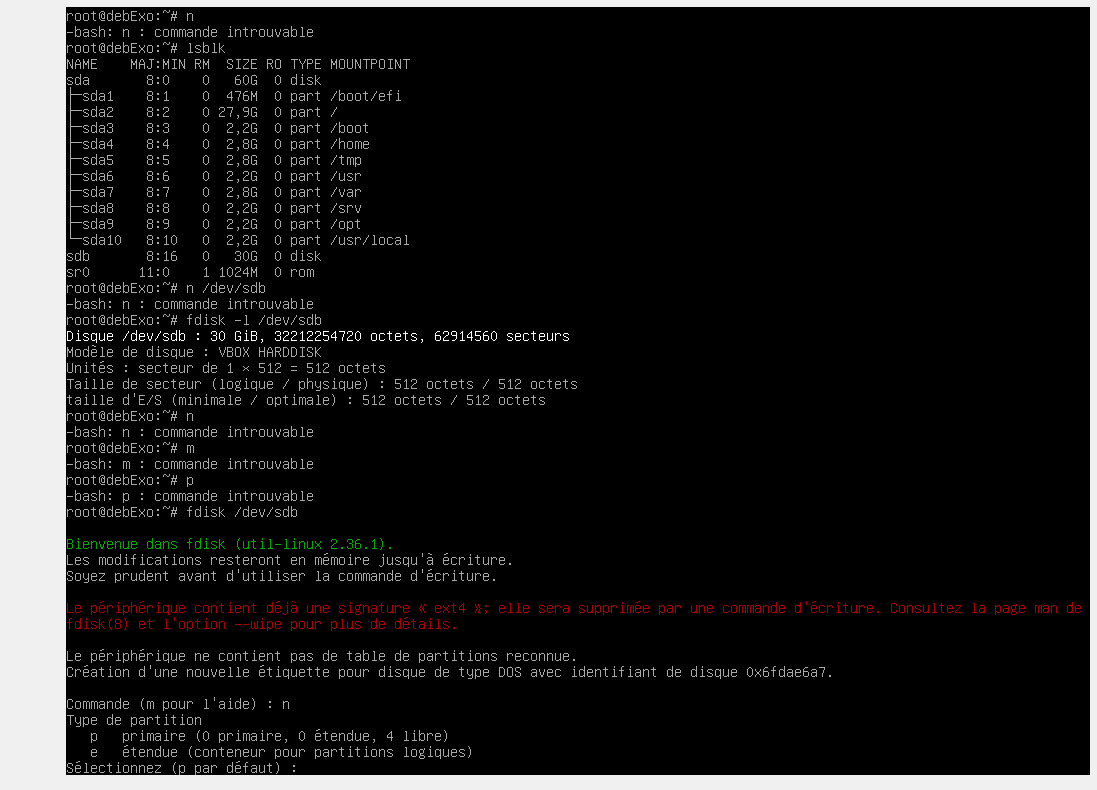 root@debExo:~# n
-bash: n : commande introuvable
root@debExo:~# lsblk
NAME    MAJ:MIN RM   SIZE RO TYPE MOUNTPOINT
sda       8:0    0    60G  0 disk
├─sda1    8:1    0   476M  0 part /boot/efi
├─sda2    8:2    0  27,9G  0 part /
├─sda3    8:3    0   2,2G  0 part /boot
├─sda4    8:4    0   2,8G  0 part /home
├─sda5    8:5    0   2,8G  0 part /tmp
├─sda6    8:6    0   2,2G  0 part /usr
├─sda7    8:7    0   2,8G  0 part /var
├─sda8    8:8    0   2,2G  0 part /srv
├─sda9    8:9    0   2,2G  0 part /opt
└─sda10   8:10   0   2,2G  0 part /usr/local
sdb       8:16   0    30G  0 disk
sr0      11:0    1  1024M  0 rom
root@debExo:~# n /dev/sdb
-bash: n : commande introuvable
root@debExo:~# fdisk -l /dev/sdb
Disque /dev/sdb : 30 GiB, 32212254720 octets, 62914560 secteurs
Modèle de disque : VBOX HARDDISK
Unités : secteur de 1 × 512 = 512 octets
Taille de secteur (logique / physique) : 512 octets / 512 octets
taille d'E/S (minimale / optimale) : 512 octets / 512 octets
root@debExo:~# n
-bash: n : commande introuvable
root@debExo:~# m
-bash: m : commande introuvable
root@debExo:~# p
-bash: p : commande introuvable
root@debExo:~# fdisk /dev/sdb
Bienvenue dans fdisk (util-linux 2.36.1).
Les modifications resteront en mémoire jusqu'à écriture.
Soyez prudent avant d'utiliser la commande d'écriture.
Le périphérique contient déjà une signature « ext4 »; elle sera supprimée par une commande d'écriture. Consultez la page man de
fdisk(8) et l'option --wipe pour plus de détails.
Le périphérique ne contient pas de table de partitions reconnue.
Création d'une nouvelle étiquette pour disque de type DOS avec identifiant de disque 0x6fdae6a7.
Commande (m pour l'aide) : n
Type de partition
   p   primaire (0 primaire, 0 étendue, 4 libre)
   e   étendue (conteneur pour partitions logiques)
Sélectionnez (p par défaut) :